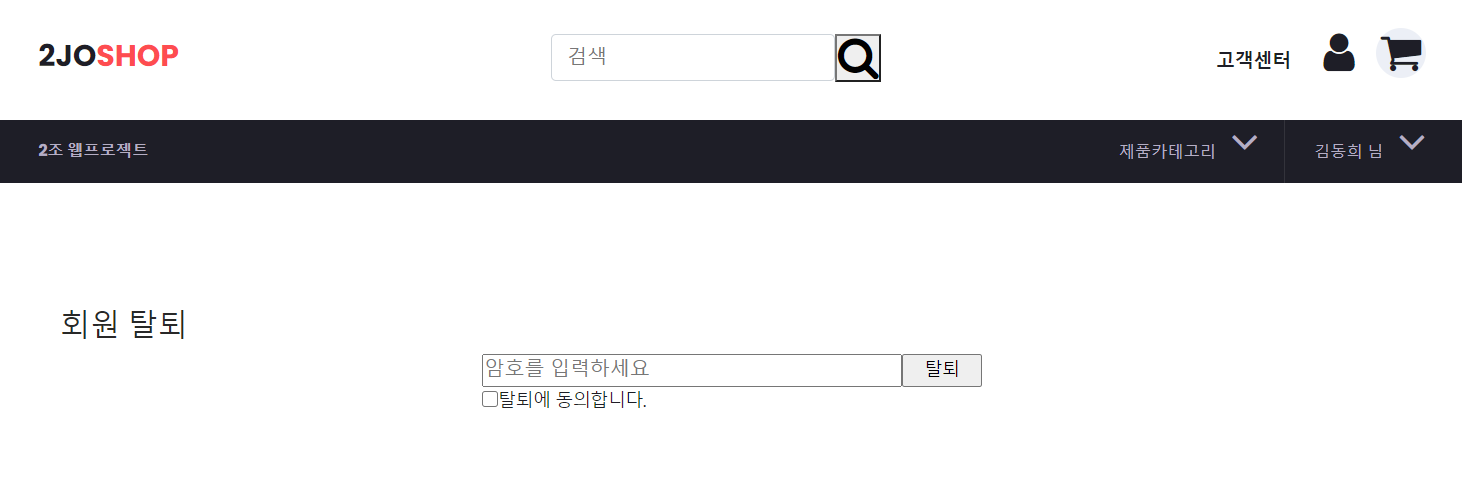 2JOSHOP
검색
고객센터
2조 웹프로젝트
제품카테고리
김동희 님
회원 탈퇴
암호를 입력하세요
탈퇴
탈퇴에 동의합니다.